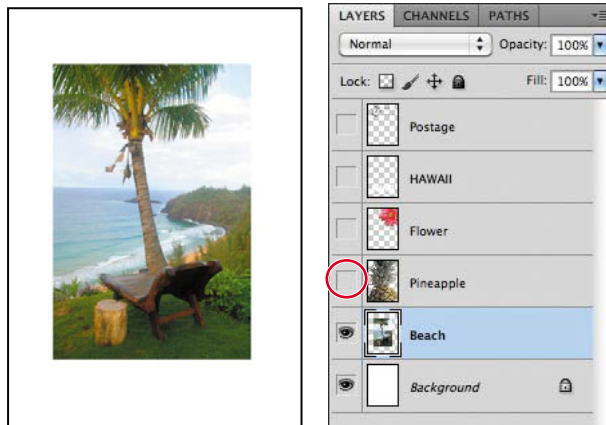 LAYERS CHANNELS PATHS
Normal Opacity: 100%
Lock: Fill: 100%
Postage
HAWAII
Flower
Pineapple
Beach
Background